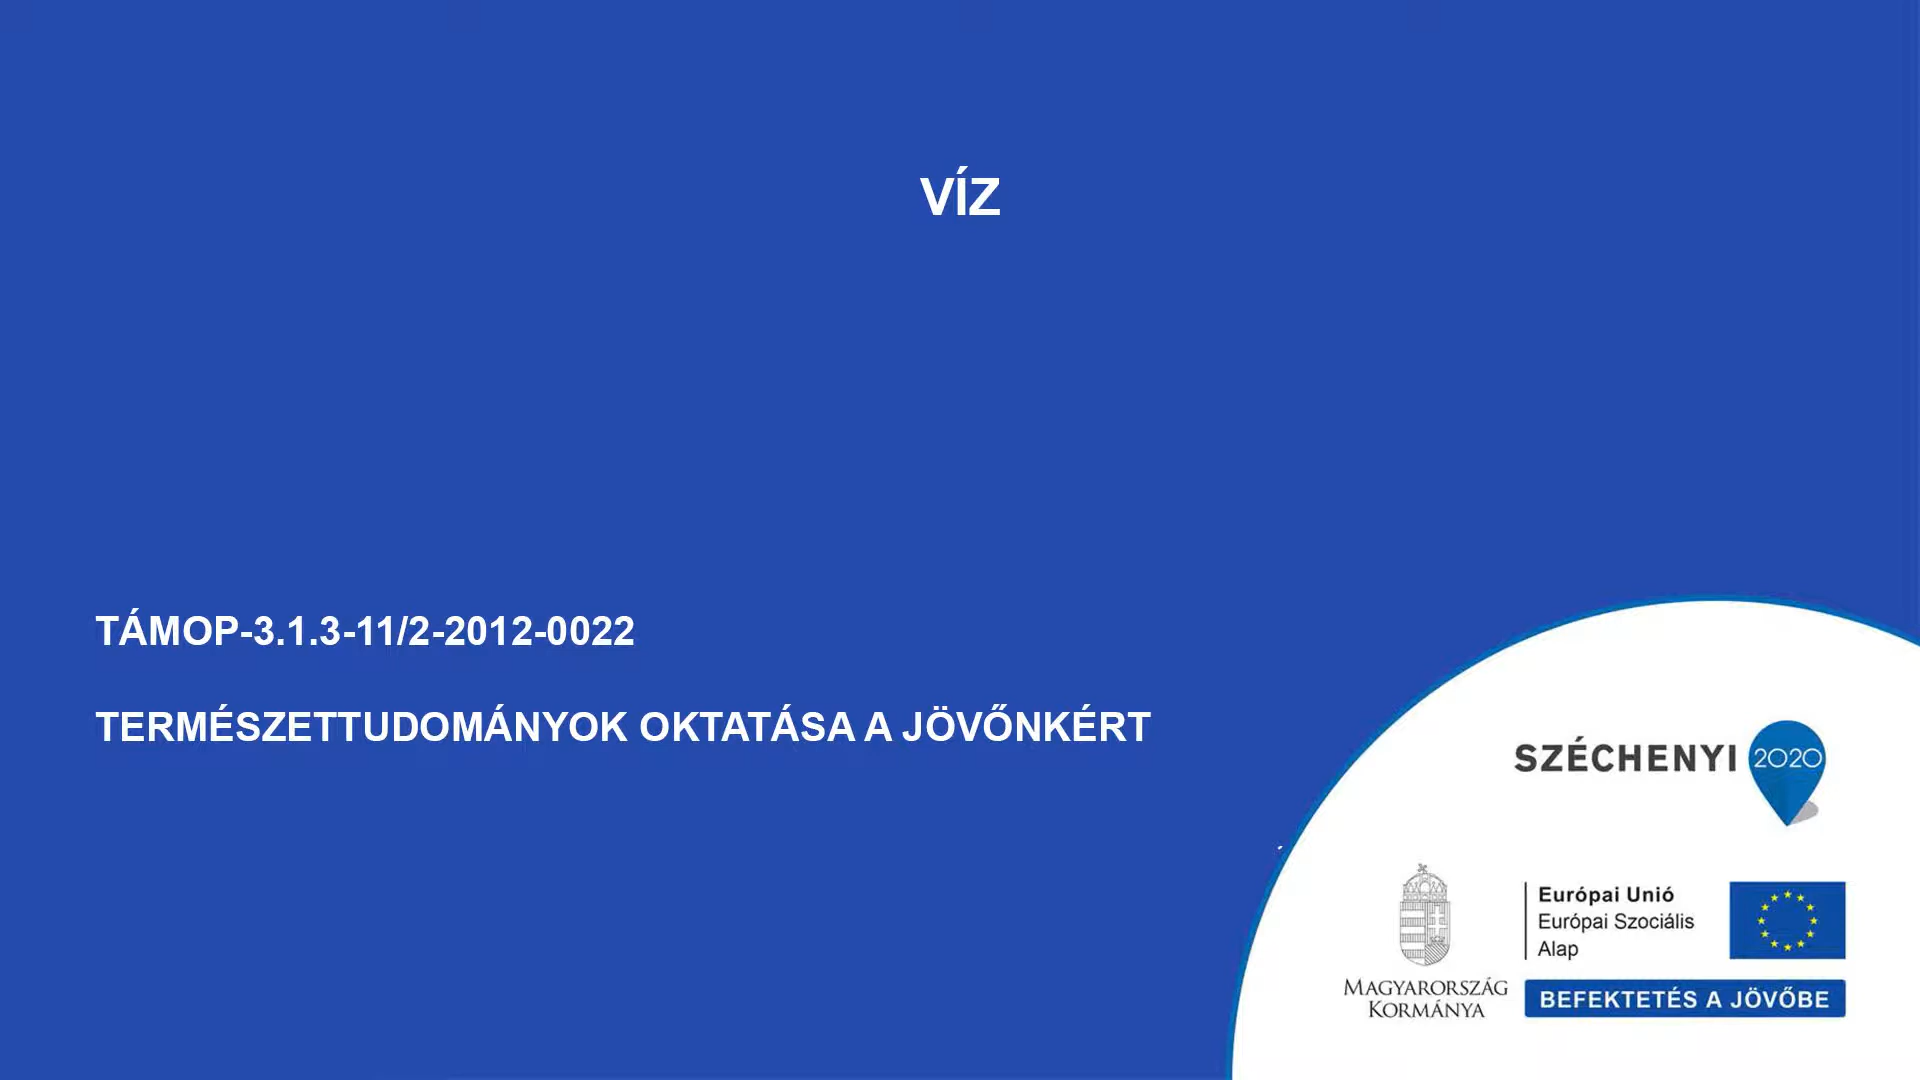 VÍZ
TÁMOP-3.1.3-11/2-2012-0022
TERMÉSZETTUDOMÁNYOK OKTATÁSA A JÖVŐNKÉRT
SZÉCHENYI 2020
Európai Unió
Európai Szociális
Alap
MAGYARORSZÁG
KORMÁNYA
BEFEKTETÉS A JÖVŐBE